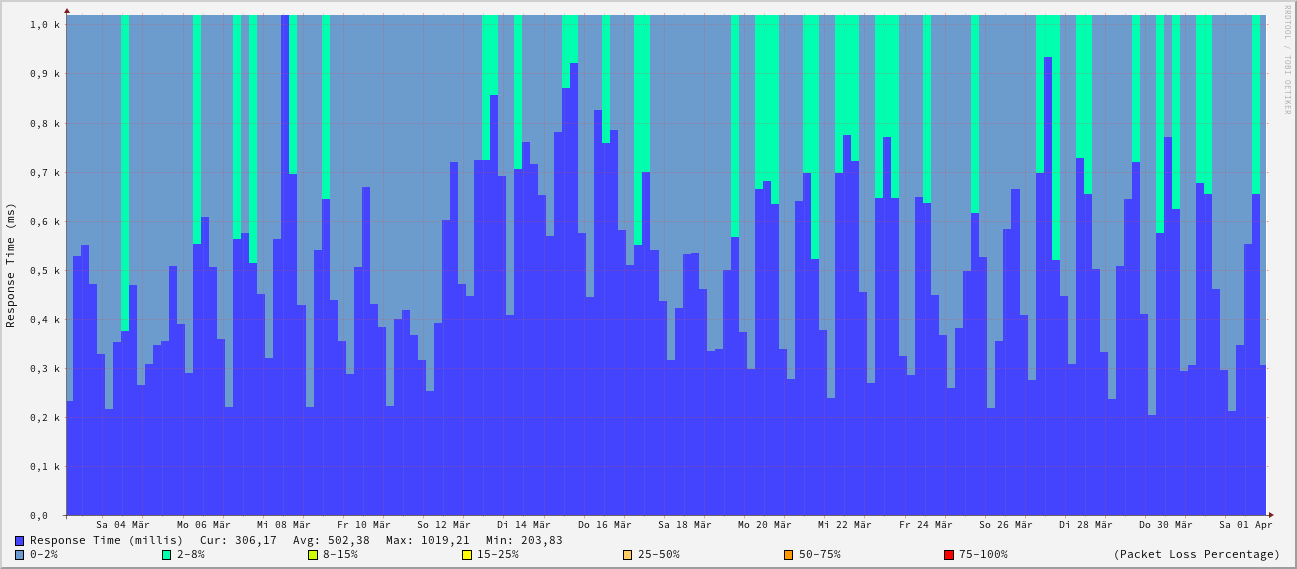 RRDTOOL / TOBI OETIKER
Response Time (ms)
1,0 k
0,9 k
0,8 k
0,7 k
0,6 k
0,5 k
0,4 k
0,3 k
0,2 k
0,1 k
0,0
Sa 04 Mär Mo 06 Mär Mi 08 Mär Fr 10 Mär So 12 Mär Di 14 Mär Do 16 Mär Sa 18 Mär Mo 20 Mär Mi 22 Mär Fr 24 Mär So 26 Mär Di 28 Mär Do 30 Mär Sa 01 Apr
Response Time (millis) Cur: 306,17 Avg: 502,38 Max: 1019,21 Min: 203,83
0-2% 2-8% 8-15% 15-25% 25-50% 50-75% 75-100% (Packet Loss Percentage)